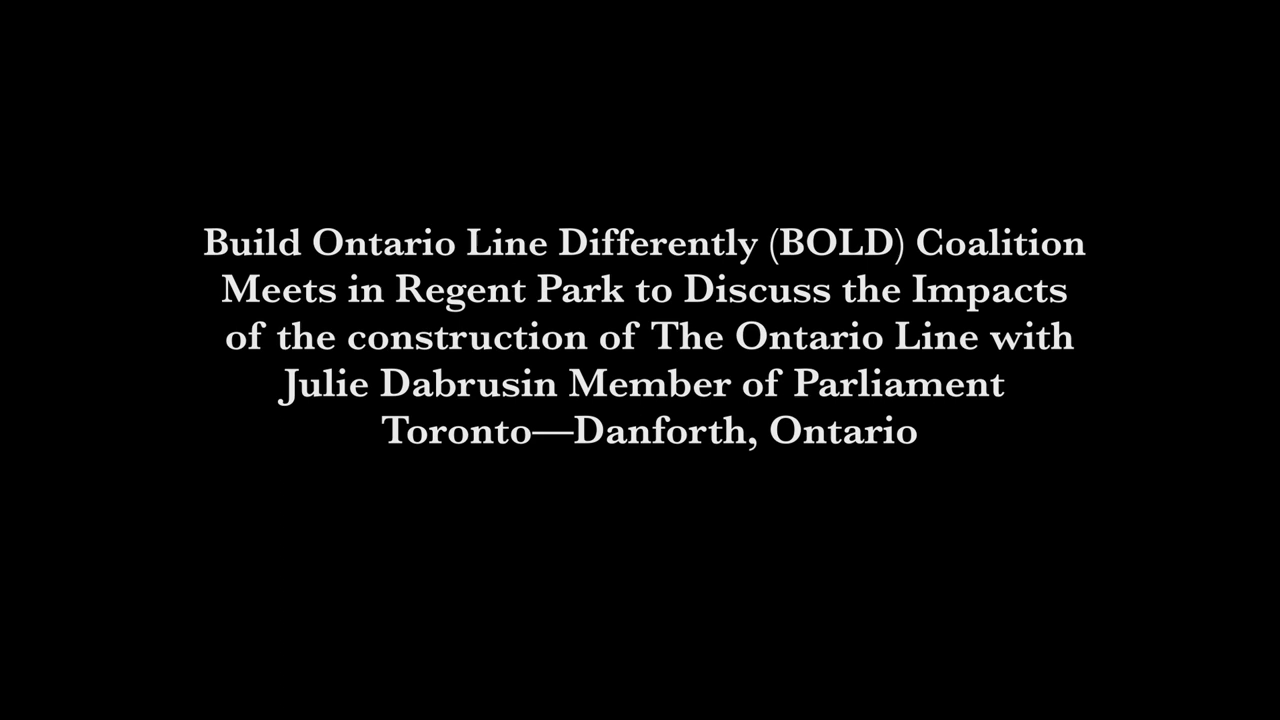 Build Ontario Line Differently (BOLD) Coalition
Meets in Regent Park to Discuss the Impacts
of the construction of The Ontario Line with
Julie Dabrusin Member of Parliament
Toronto—Danforth, Ontario